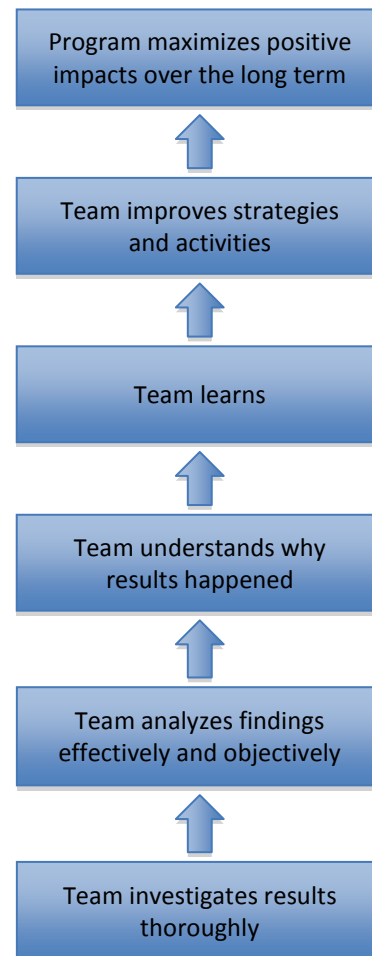 Program maximizes positive
impacts over the long term
Team improves strategies
and activities
Team learns
Team understands why
results happened
Team analyzes findings
effectively and objectively
Team investigates results
thoroughly